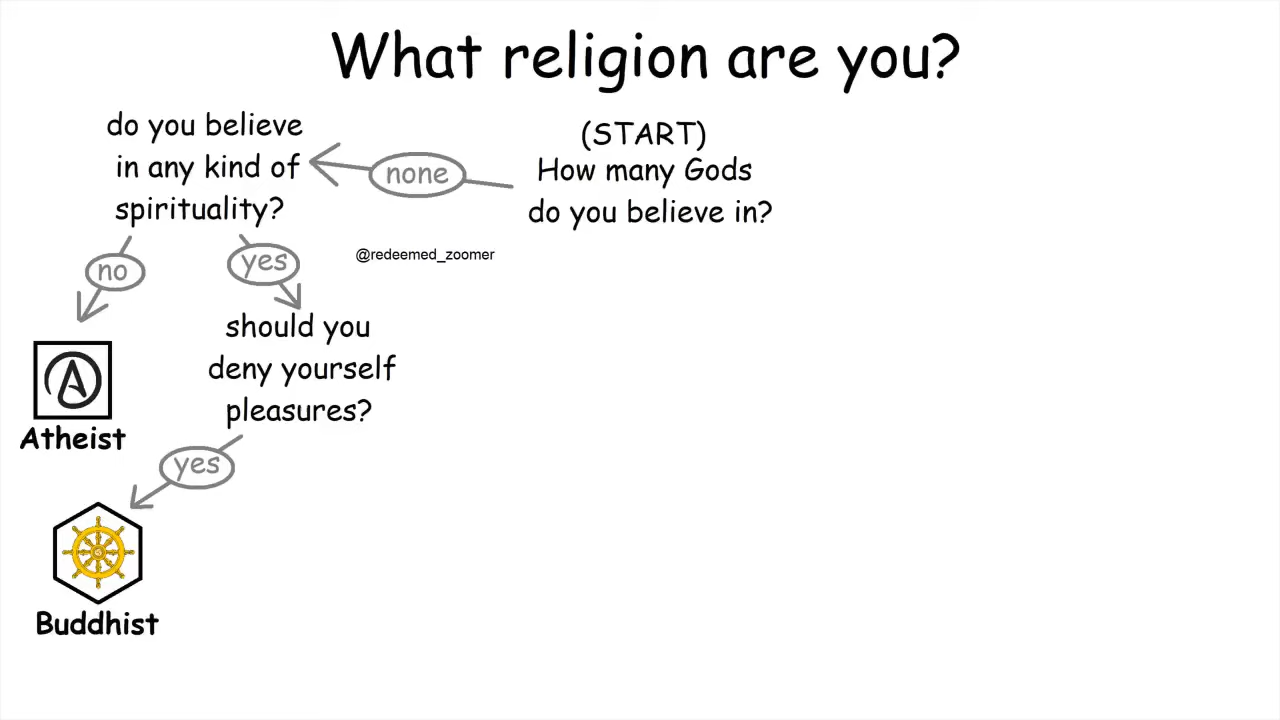 What religion are you?
(START)
How many Gods
do you believe in?
none
do you believe
in any kind of
spirituality?
@redeemed_zoomer
no
yes
should you
deny yourself
pleasures?
Atheist
yes
Buddhist